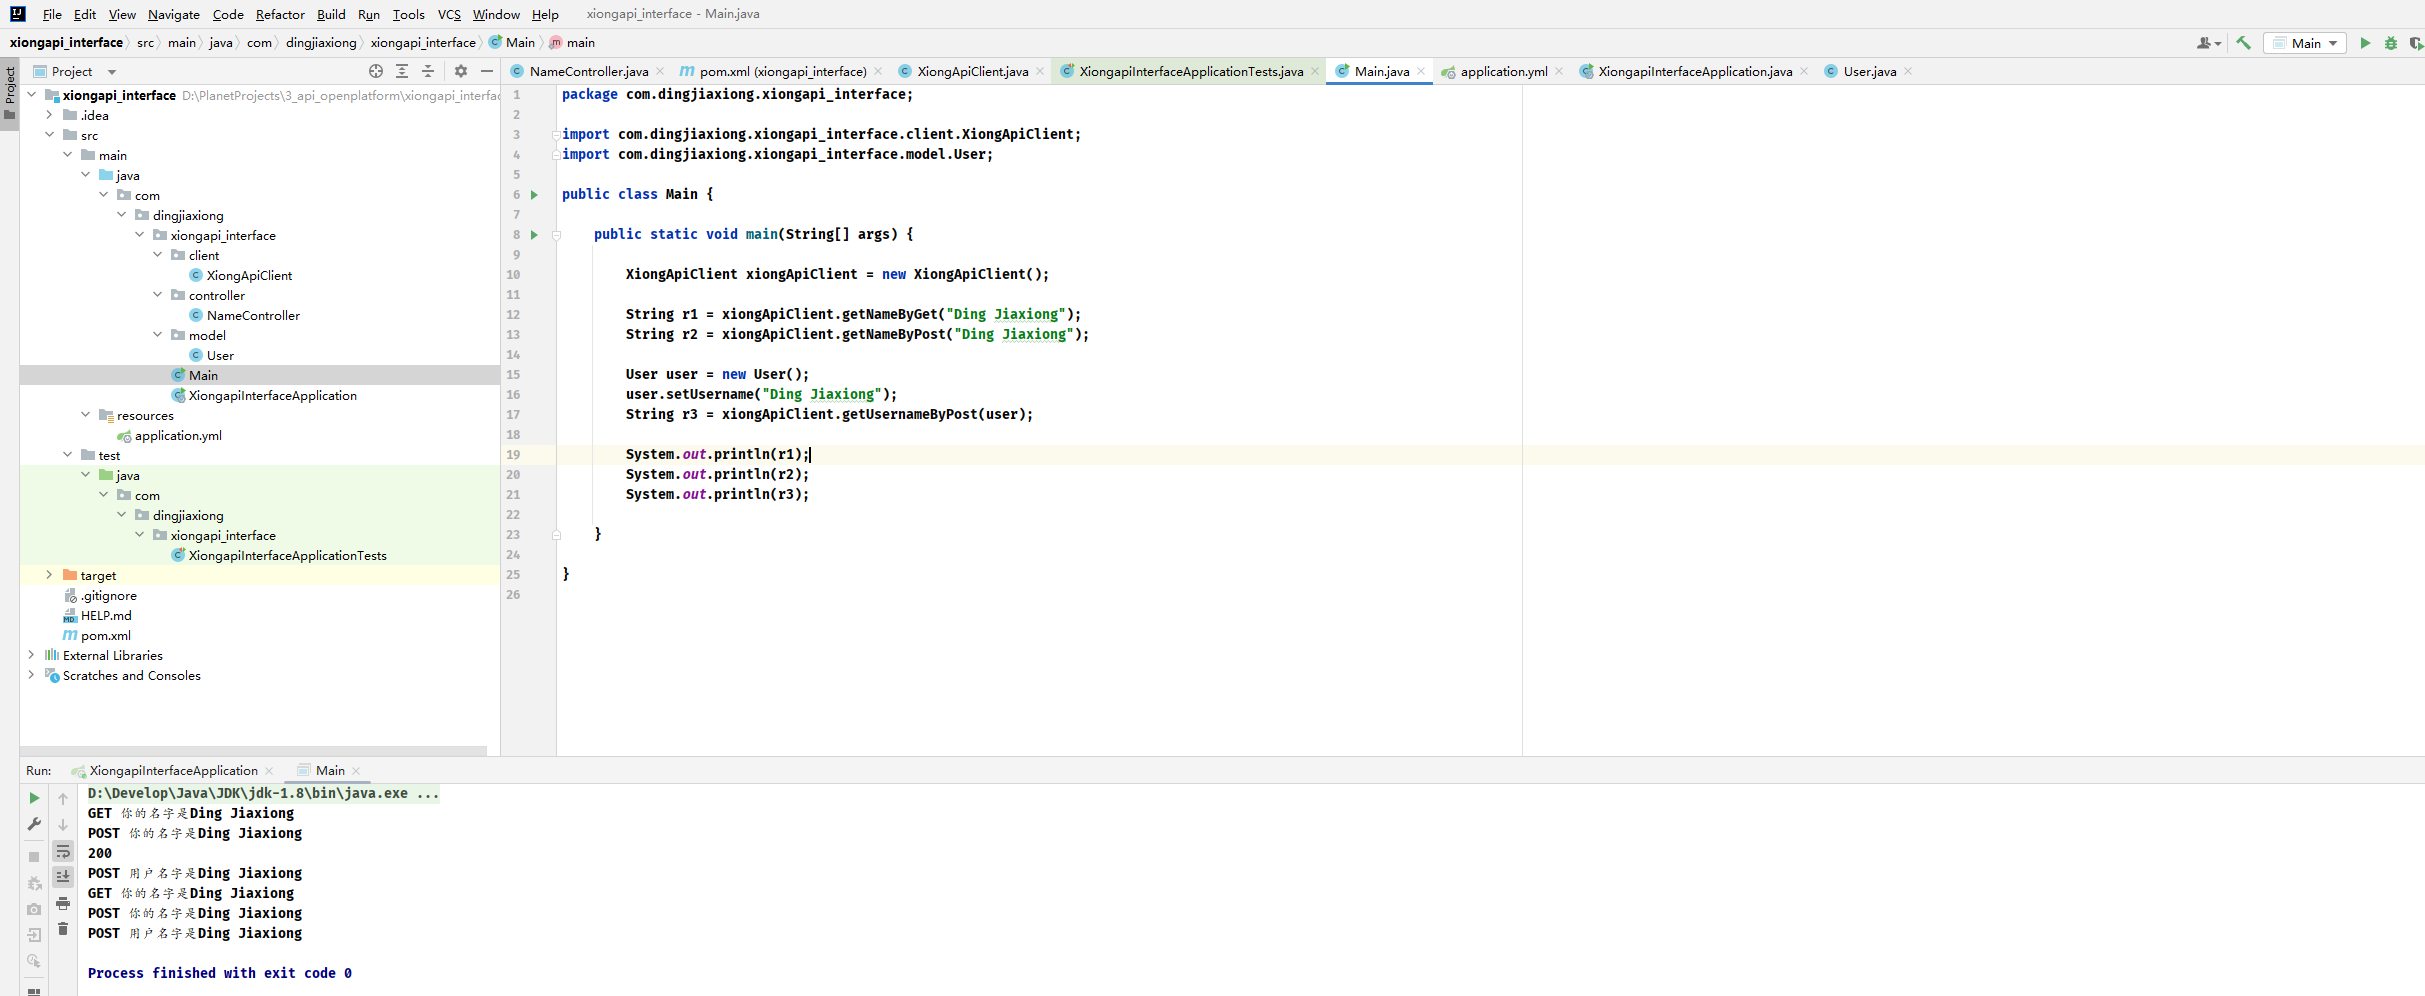 File Edit View Navigate Code Refactor Build Run Tools VCS Window Help xiongapi_interface - Main.java
xiongapi_interface src main java com dingjiaxiong xiongapi_interface Main main
Main
Project
Project
NameController.java pom.xml (xiongapi_interface) XiongApiClient.java XiongapiInterfaceApplicationTests.java Main.java application.yml XiongapiInterfaceApplication.java User.java
xiongapi_interface D:\PlanetProjects\3_api_openplatform\xiongapi_interfac
.idea
src
main
java
com
dingjiaxiong
xiongapi_interface
client
XiongApiClient
controller
NameController
model
User
Main
XiongapiInterfaceApplication
resources
application.yml
test
java
com
dingjiaxiong
xiongapi_interface
XiongapiInterfaceApplicationTests
target
.gitignore
HELP.md
pom.xml
External Libraries
Scratches and Consoles
1 package com.dingjiaxiong.xiongapi_interface;
2
3 import com.dingjiaxiong.xiongapi_interface.client.XiongApiClient;
4 import com.dingjiaxiong.xiongapi_interface.model.User;
5
6 public class Main {
7
8 public static void main(String[] args) {
9
10 XiongApiClient xiongApiClient = new XiongApiClient();
11
12 String r1 = xiongApiClient.getNameByGet("Ding Jiaxiong");
13 String r2 = xiongApiClient.getNameByPost("Ding Jiaxiong");
14
15 User user = new User();
16 user.setUsername("Ding Jiaxiong");
17 String r3 = xiongApiClient.getUsernameByPost(user);
18
19 System.out.println(r1);
20 System.out.println(r2);
21 System.out.println(r3);
22
23 }
24
25 }
26
Run: XiongapiInterfaceApplication Main
D:\Develop\Java\JDK\jdk-1.8\bin\java.exe ...
GET 你的名字是Ding Jiaxiong
POST 你的名字是Ding Jiaxiong
200
POST 用户名字是Ding Jiaxiong
GET 你的名字是Ding Jiaxiong
POST 你的名字是Ding Jiaxiong
POST 用户名字是Ding Jiaxiong
Process finished with exit code 0